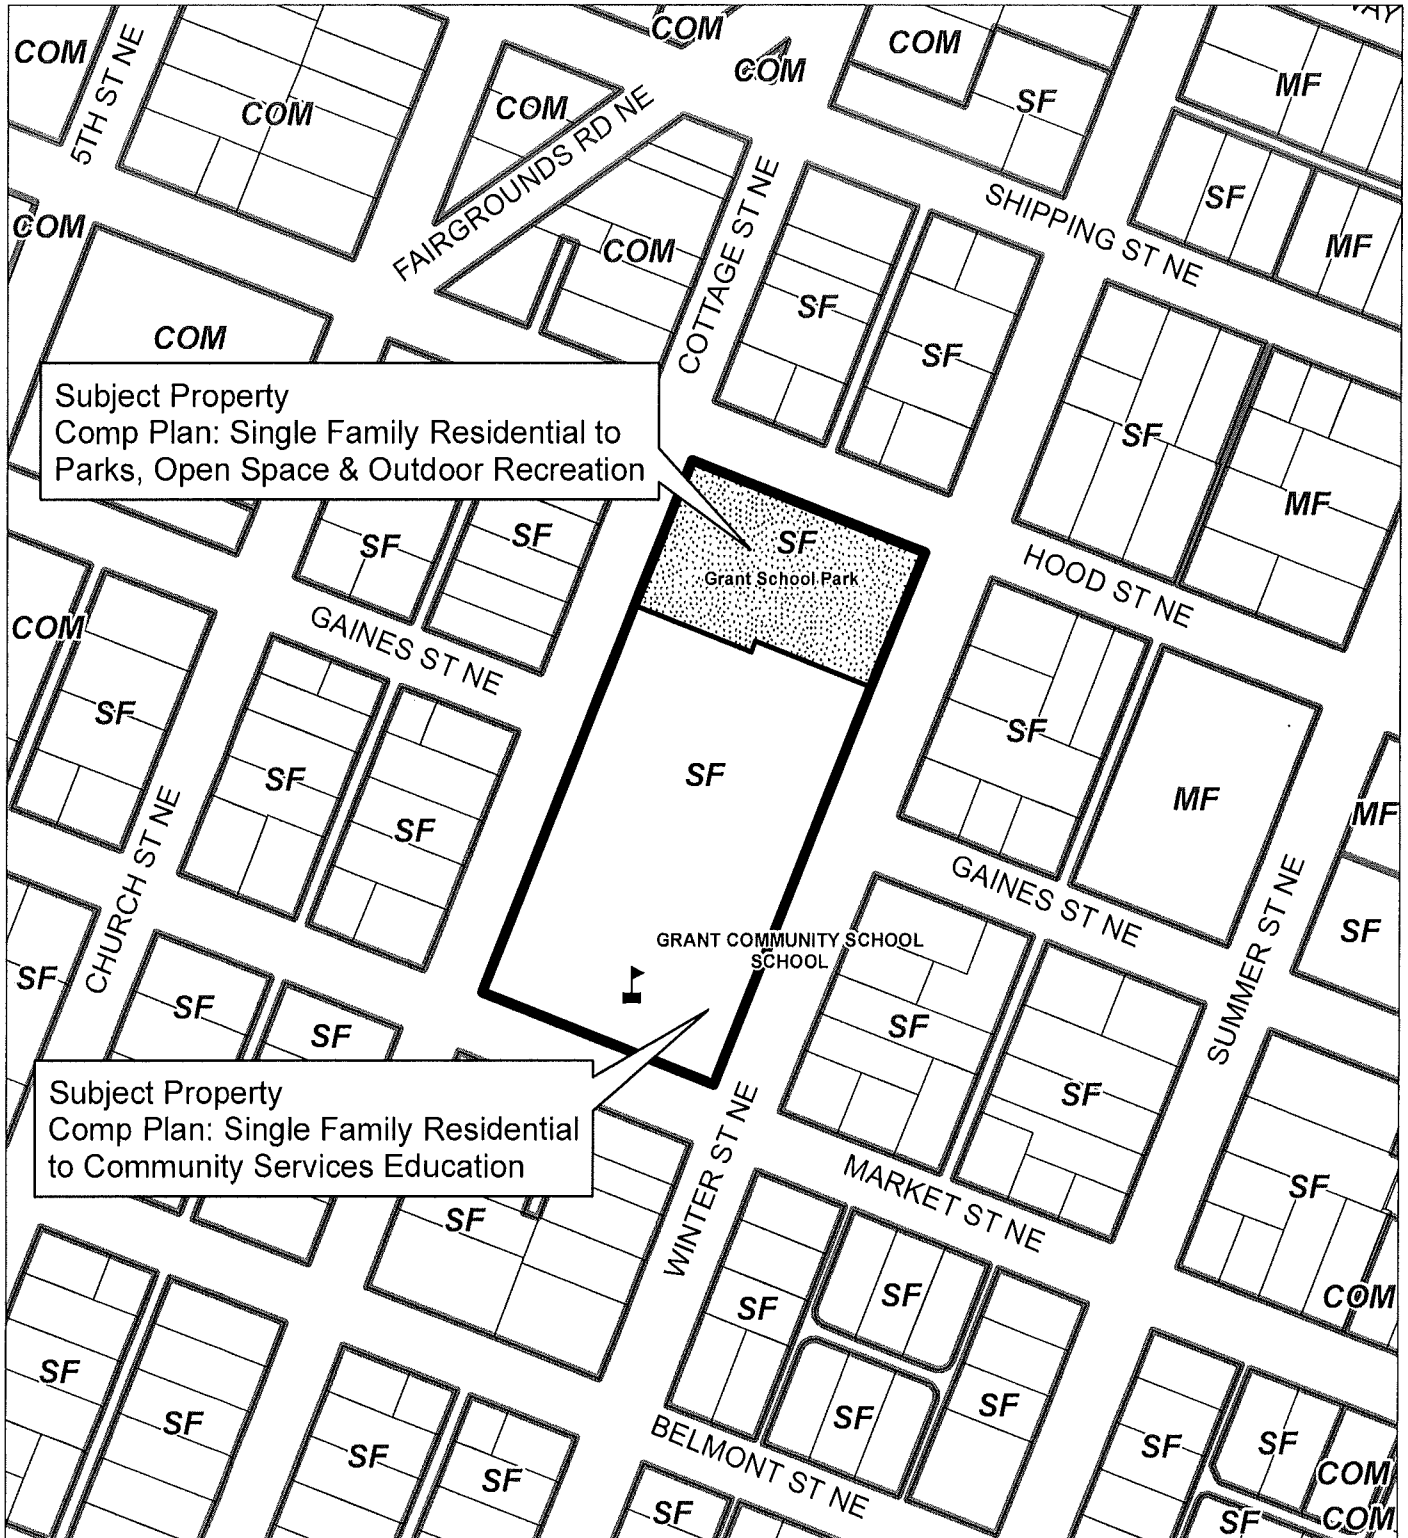 COM
5TH ST NE
COM
COM
COM
COM
COM
SF
MF
FAIRGROUNDS RD NE
COM
COM
COTTAGE ST NE
SHIPPING ST NE
SF
MF
COM
SF
SF
SF
MF
Subject Property
Comp Plan: Single Family Residential to
Parks, Open Space & Outdoor Recreation
SF
SF
SF
Grant School Park
HOOD ST NE
COM
GAINES ST NE
SF
SF
SF
SF
SF
MF
MF
CHURCH ST NE
GAINES ST NE
SUMMER ST NE
SF
SF
SF
SF
GRANT COMMUNITY SCHOOL
SCHOOL
SF
SF
SF
Subject Property
Comp Plan: Single Family Residential
to Community Services Education
WINTER ST NE
MARKET ST NE
SF
SF
SF
SF
COM
SF
SF
SF
SF
SF
SF
SF
BELMONT ST NE
SF
SF
COM
SF
SF
COM